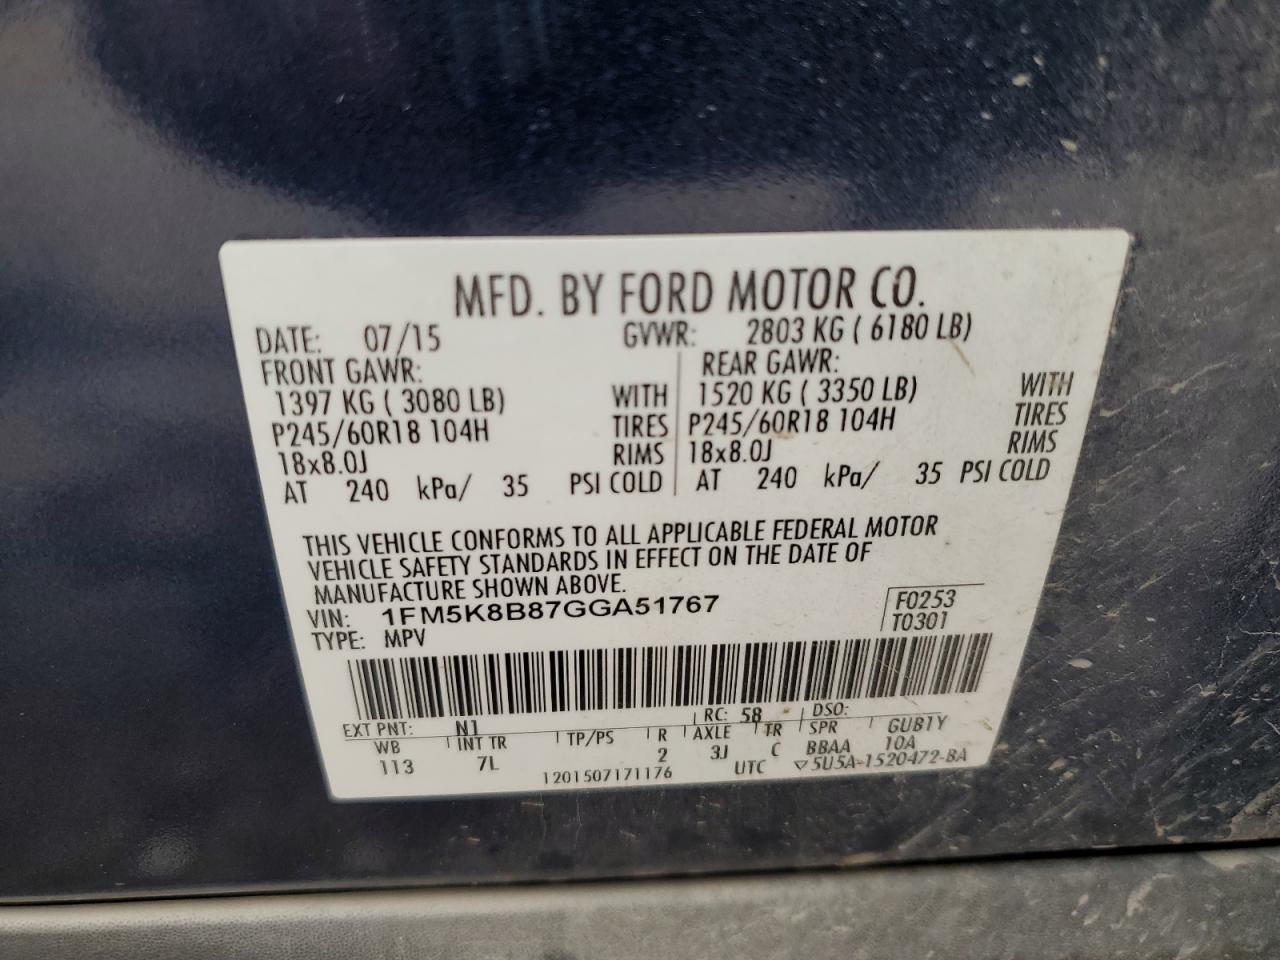 MFD. BY FORD MOTOR CO.
DATE: 07/15 GVWR: 2803 KG ( 6180 LB)
FRONT GAWR: REAR GAWR:
1397 KG ( 3080 LB) WITH 1520 KG ( 3350 LB) WITH
P245/60R18 104H TIRES P245/60R18 104H TIRES
18x8.0J RIMS 18x8.0J RIMS
AT 240 kPa/ 35 PSI COLD AT 240 kPa/ 35 PSI COLD
THIS VEHICLE CONFORMS TO ALL APPLICABLE FEDERAL MOTOR
VEHICLE SAFETY STANDARDS IN EFFECT ON THE DATE OF
MANUFACTURE SHOWN ABOVE.
VIN: 1FM5K8B87GGA51767 F0253
TYPE: MPV T0301
EXT PNT: N1 RC: 58 DSO:
WB INT TR TP/PS R AXLE TR SPR GUB1Y
113 7L 2 3J C BBAA 10A
1201507171176 UTC ▽5U5A-1520472-BA